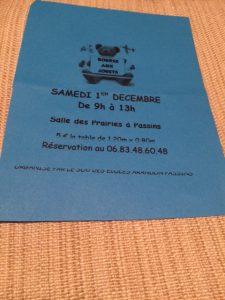 BOURSE
AUX
JOUETS
SAMEDI 1ER DECEMBRE
De 9h à 13h
Salle des Prairies à Passins
5 € la table de 1.20m x 0.80m
Réservation au 06.83.48.60.48
ORGANISE PAR LE SOU DES ECOLES ARANDON PASSINS